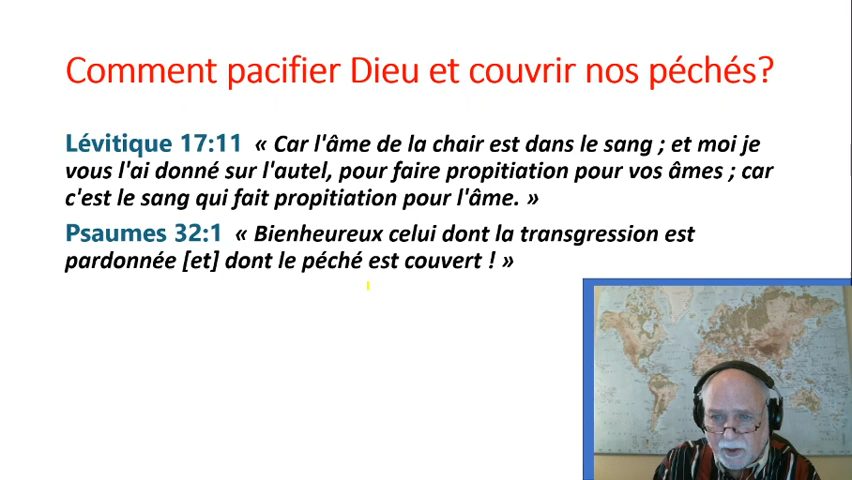 Comment pacifier Dieu et couvrir nos péchés?
Lévitique 17:11 « Car l'âme de la chair est dans le sang ; et moi je
vous l'ai donné sur l'autel, pour faire propitiation pour vos âmes ; car
c'est le sang qui fait propitiation pour l'âme. »
Psaumes 32:1 « Bienheureux celui dont la transgression est
pardonnée [et] dont le péché est couvert ! »